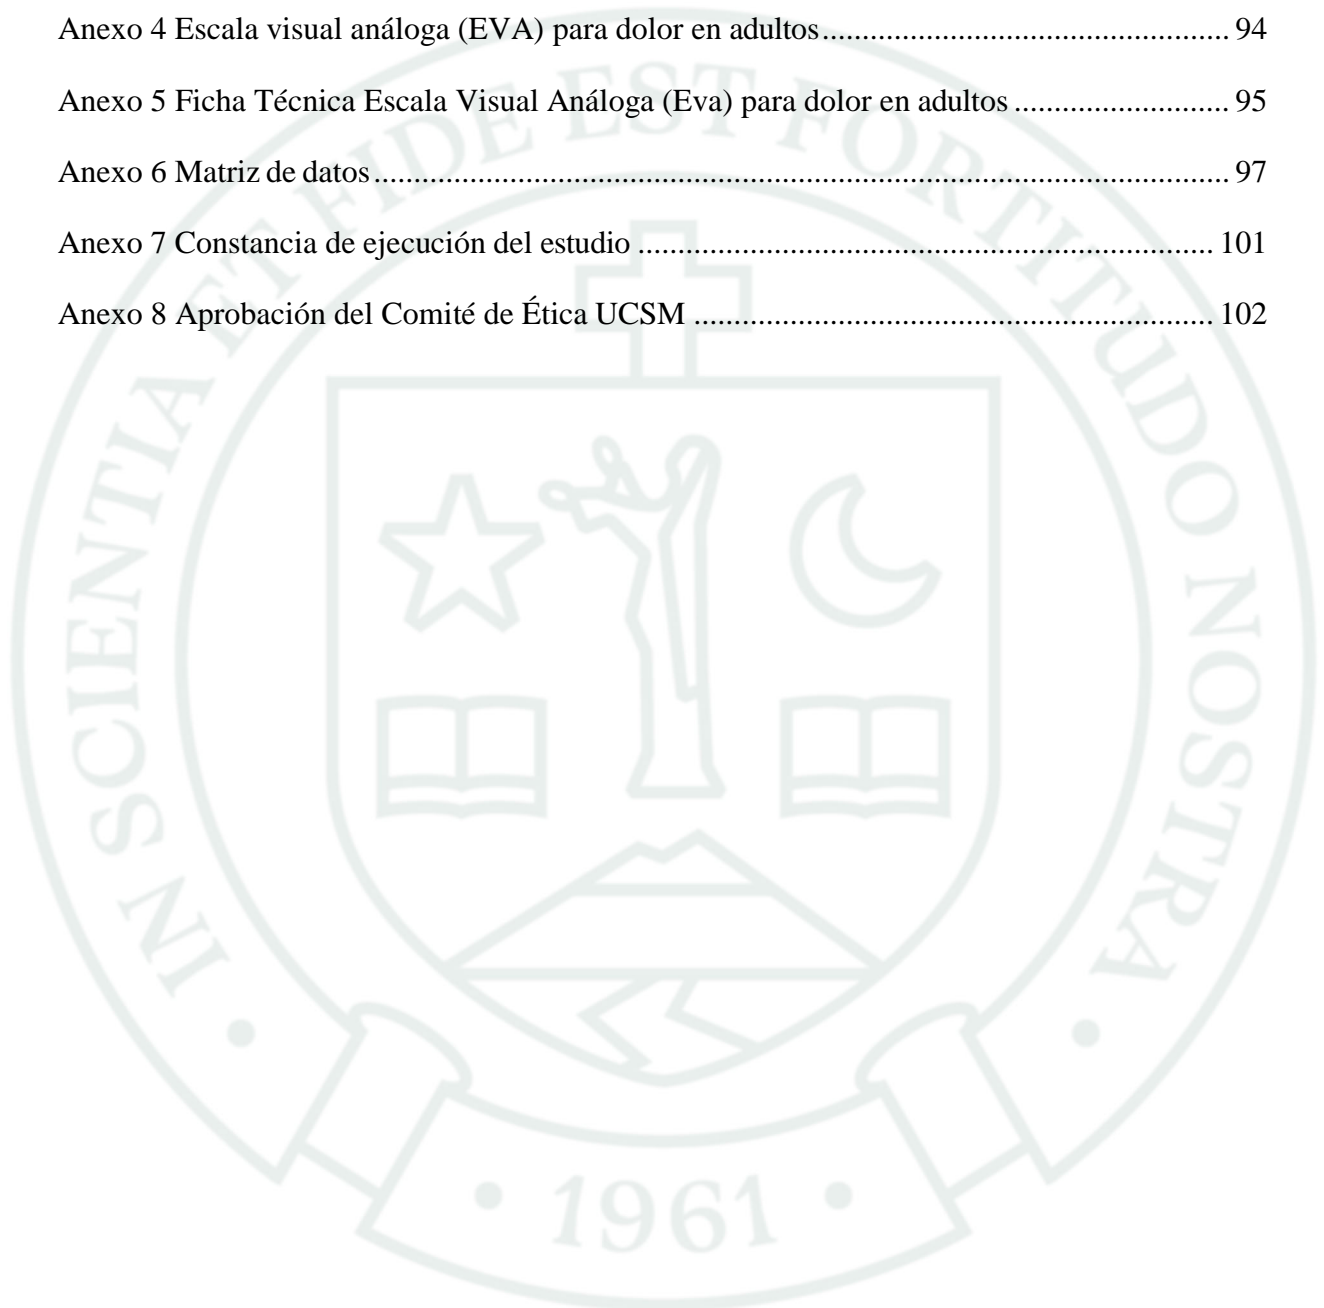 Anexo 4 Escala visual análoga (EVA) para dolor en adultos.................................................. 94
Anexo 5 Ficha Técnica Escala Visual Análoga (Eva) para dolor en adultos .......................... 95
Anexo 6 Matriz de datos........................................................................................................ 97
Anexo 7 Constancia de ejecución del estudio ...................................................................... 101
Anexo 8 Aprobación del Comité de Ética UCSM ............................................................... 102
• IN SCIENTIA ET FIDE EST FORTITUDO NOSTRA •
• 1961 •